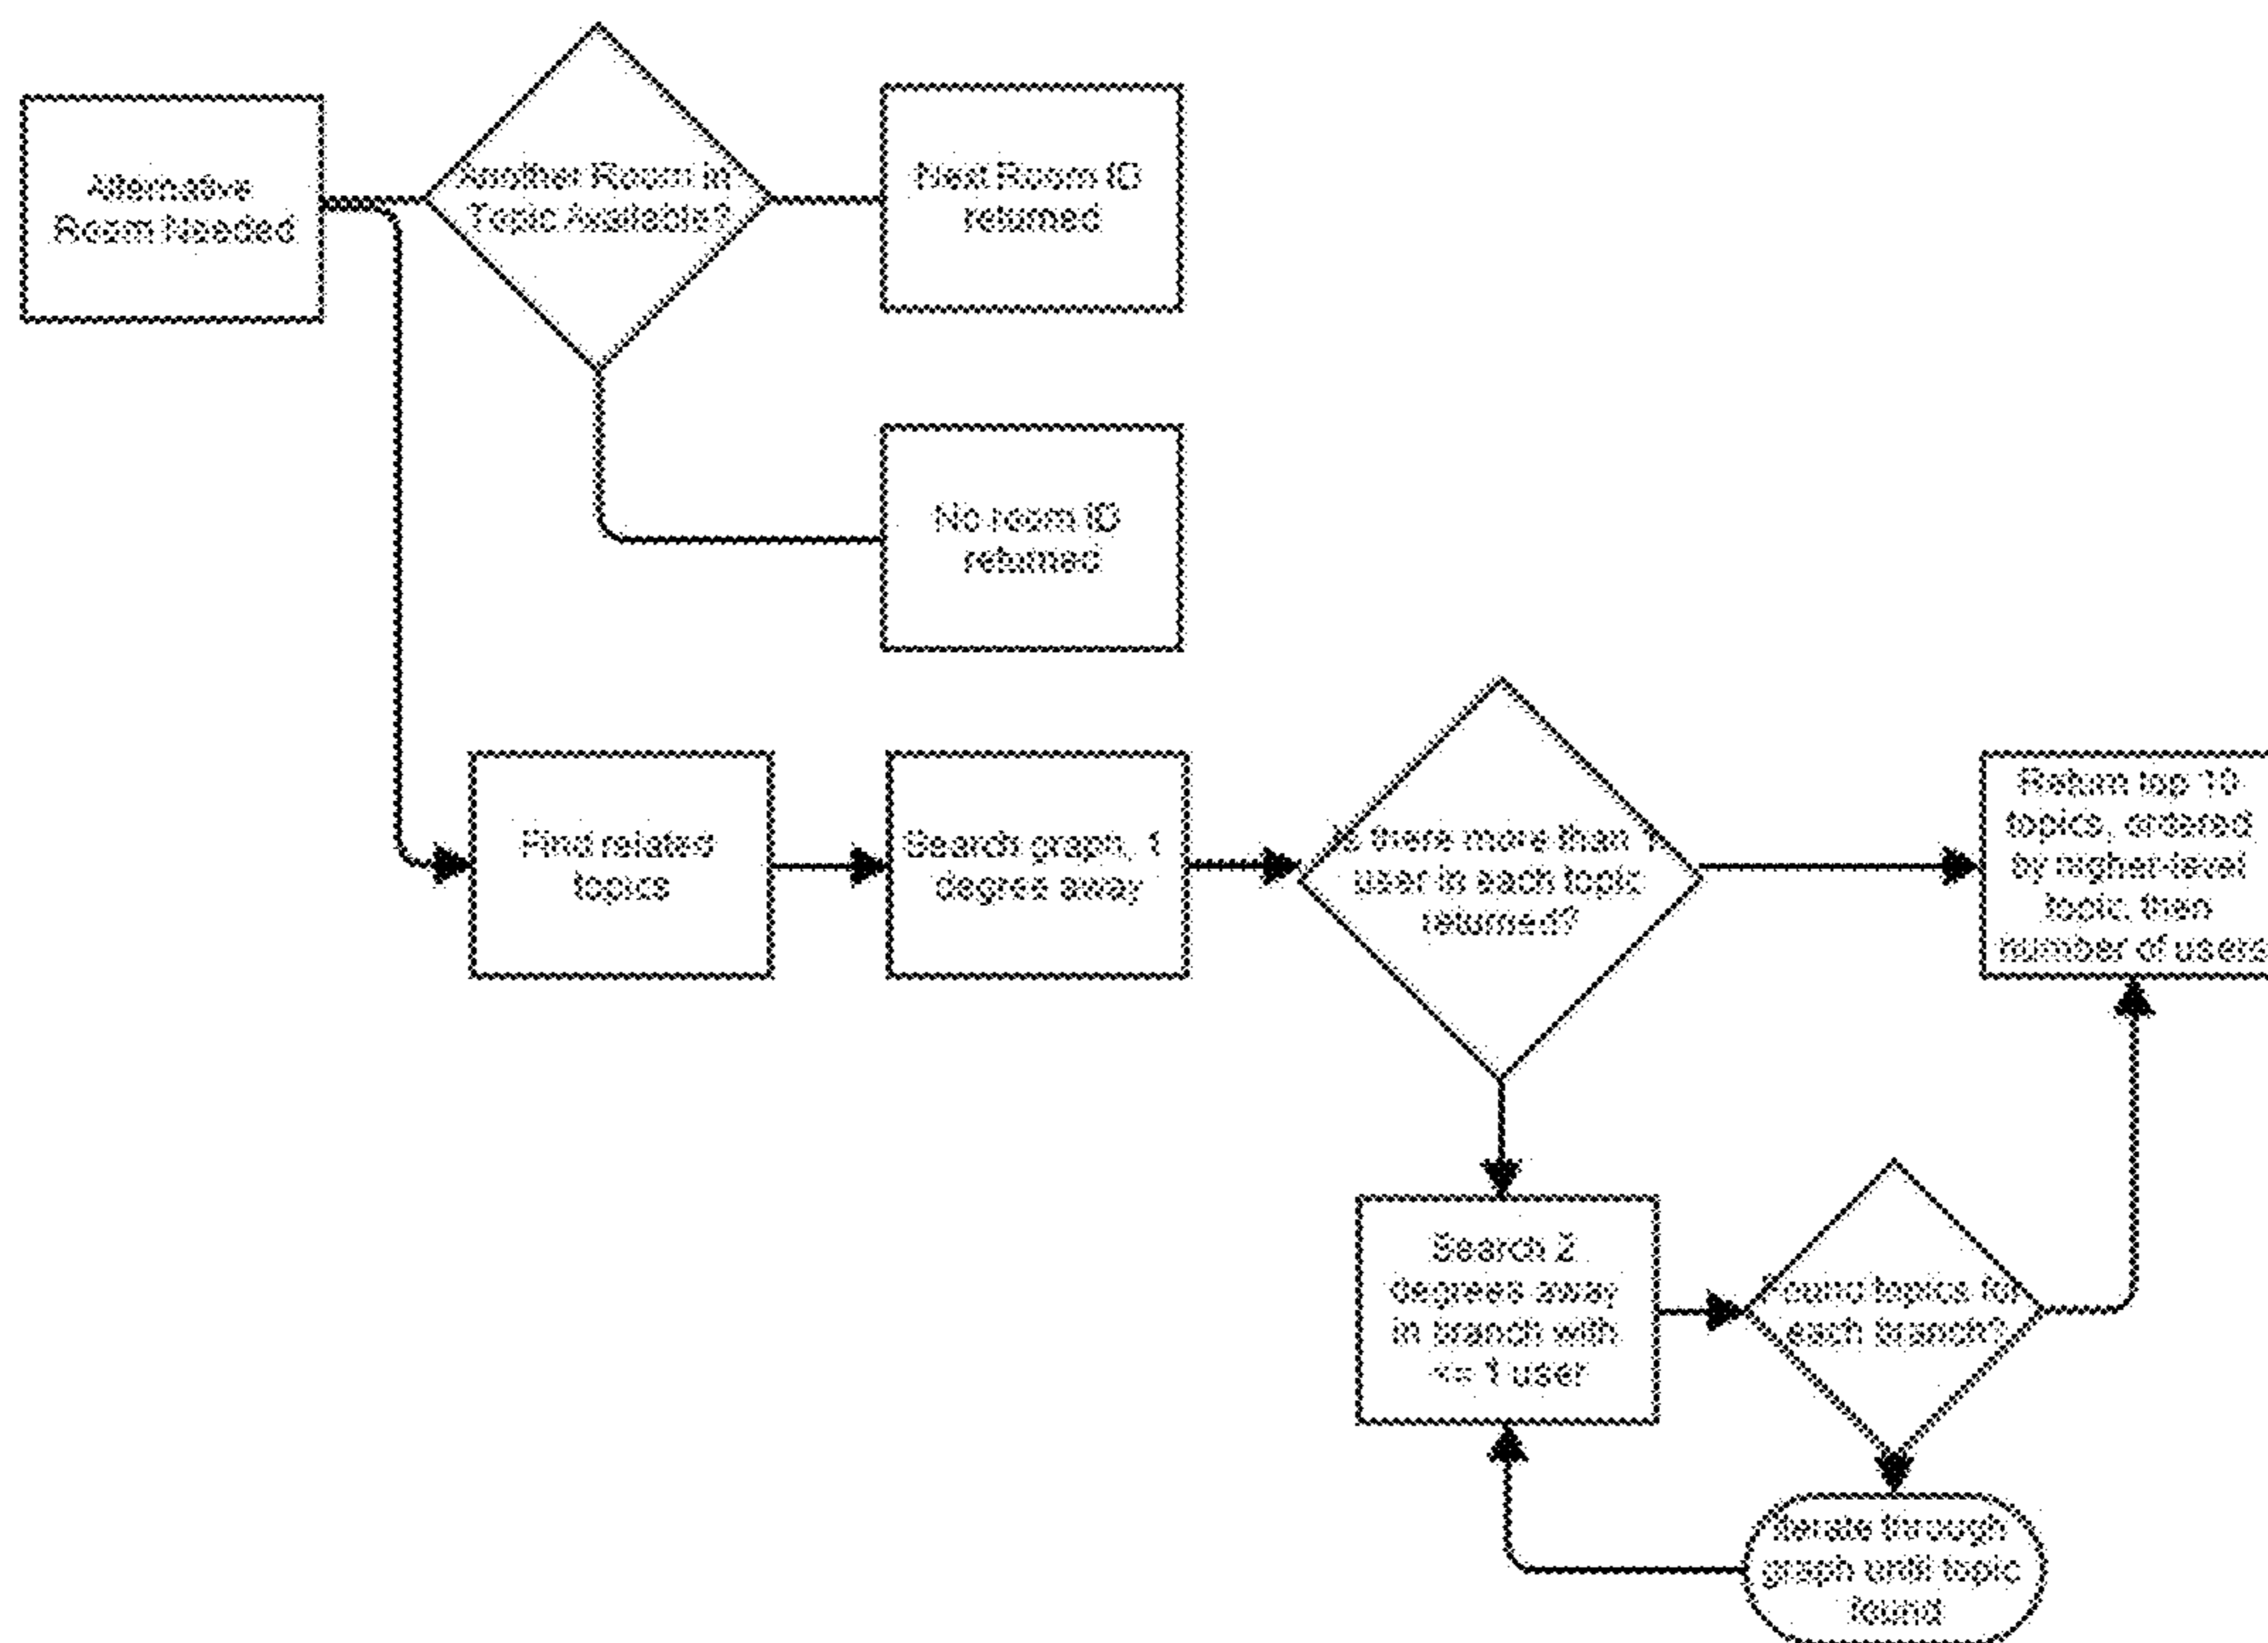 Alternative
Room Needed
Another Room in
Topic Available?
Next Room ID
returned
No room ID
returned
Find related
topics
Search graph, 1
degree away
Is there more than 1
user in each topic
returned?
Return top 10
topics, ordered
by higher-level
topic, then
number of users
Search 2
degrees away
in branch with
<= 1 user
Found topics for
each branch?
Iterate through
graph until topic
found